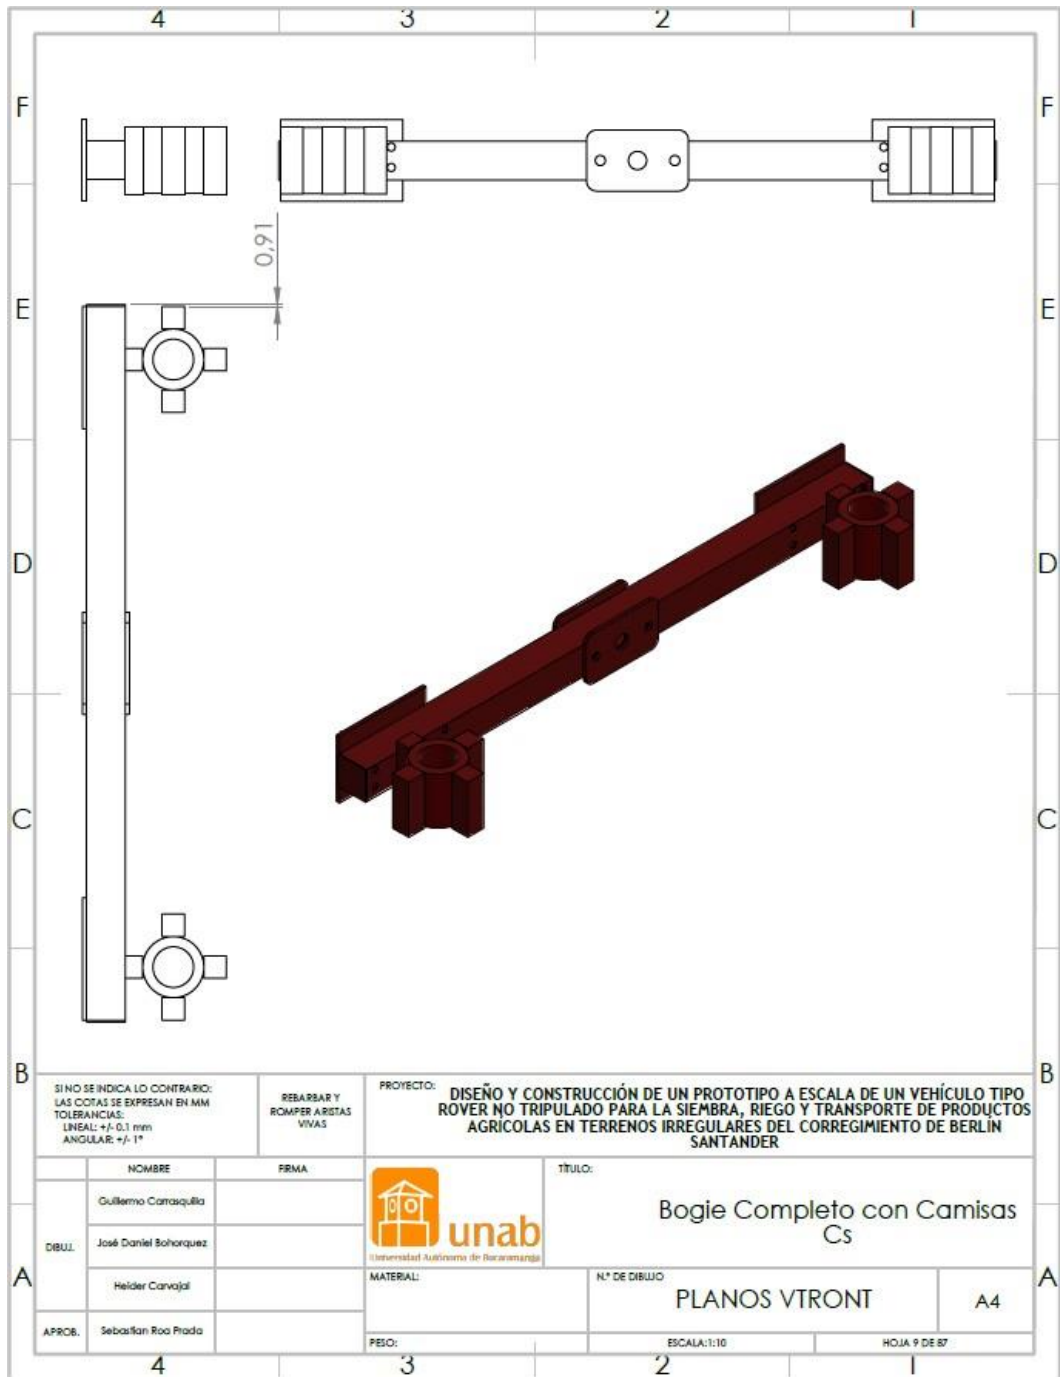 4 3 2 1
F F
0,91
E E
D D
C C
B B
SI NO SE INDICA LO CONTRARIO:
LAS COTAS SE EXPRESAN EN MM
TOLERANCIAS:
LINEAL: +/- 0.1 mm
ANGULAR: +/- 1°
REBARBAR Y
ROMPER ARISTAS
VIVAS
PROYECTO:
DISEÑO Y CONSTRUCCIÓN DE UN PROTOTIPO A ESCALA DE UN VEHÍCULO TIPO
ROVER NO TRIPULADO PARA LA SIEMBRA, RIEGO Y TRANSPORTE DE PRODUCTOS
AGRÍCOLAS EN TERRENOS IRREGULARES DEL CORREGIMIENTO DE BERLÍN
SANTANDER
NOMBRE FIRMA
DIBUJ.
Guillermo Carrasquilla
José Daniel Bohorquez
Helder Carvajal
APROB. Sebastian Roa Prada
unab
Universidad Autónoma de Bucaramanga
TÍTULO:
Bogie Completo con Camisas
Cs
A A
MATERIAL:
N.º DE DIBUJO
PLANOS VTRONT
A4
PESO:
ESCALA:1:10
HOJA 9 DE 87
4 3 2 1